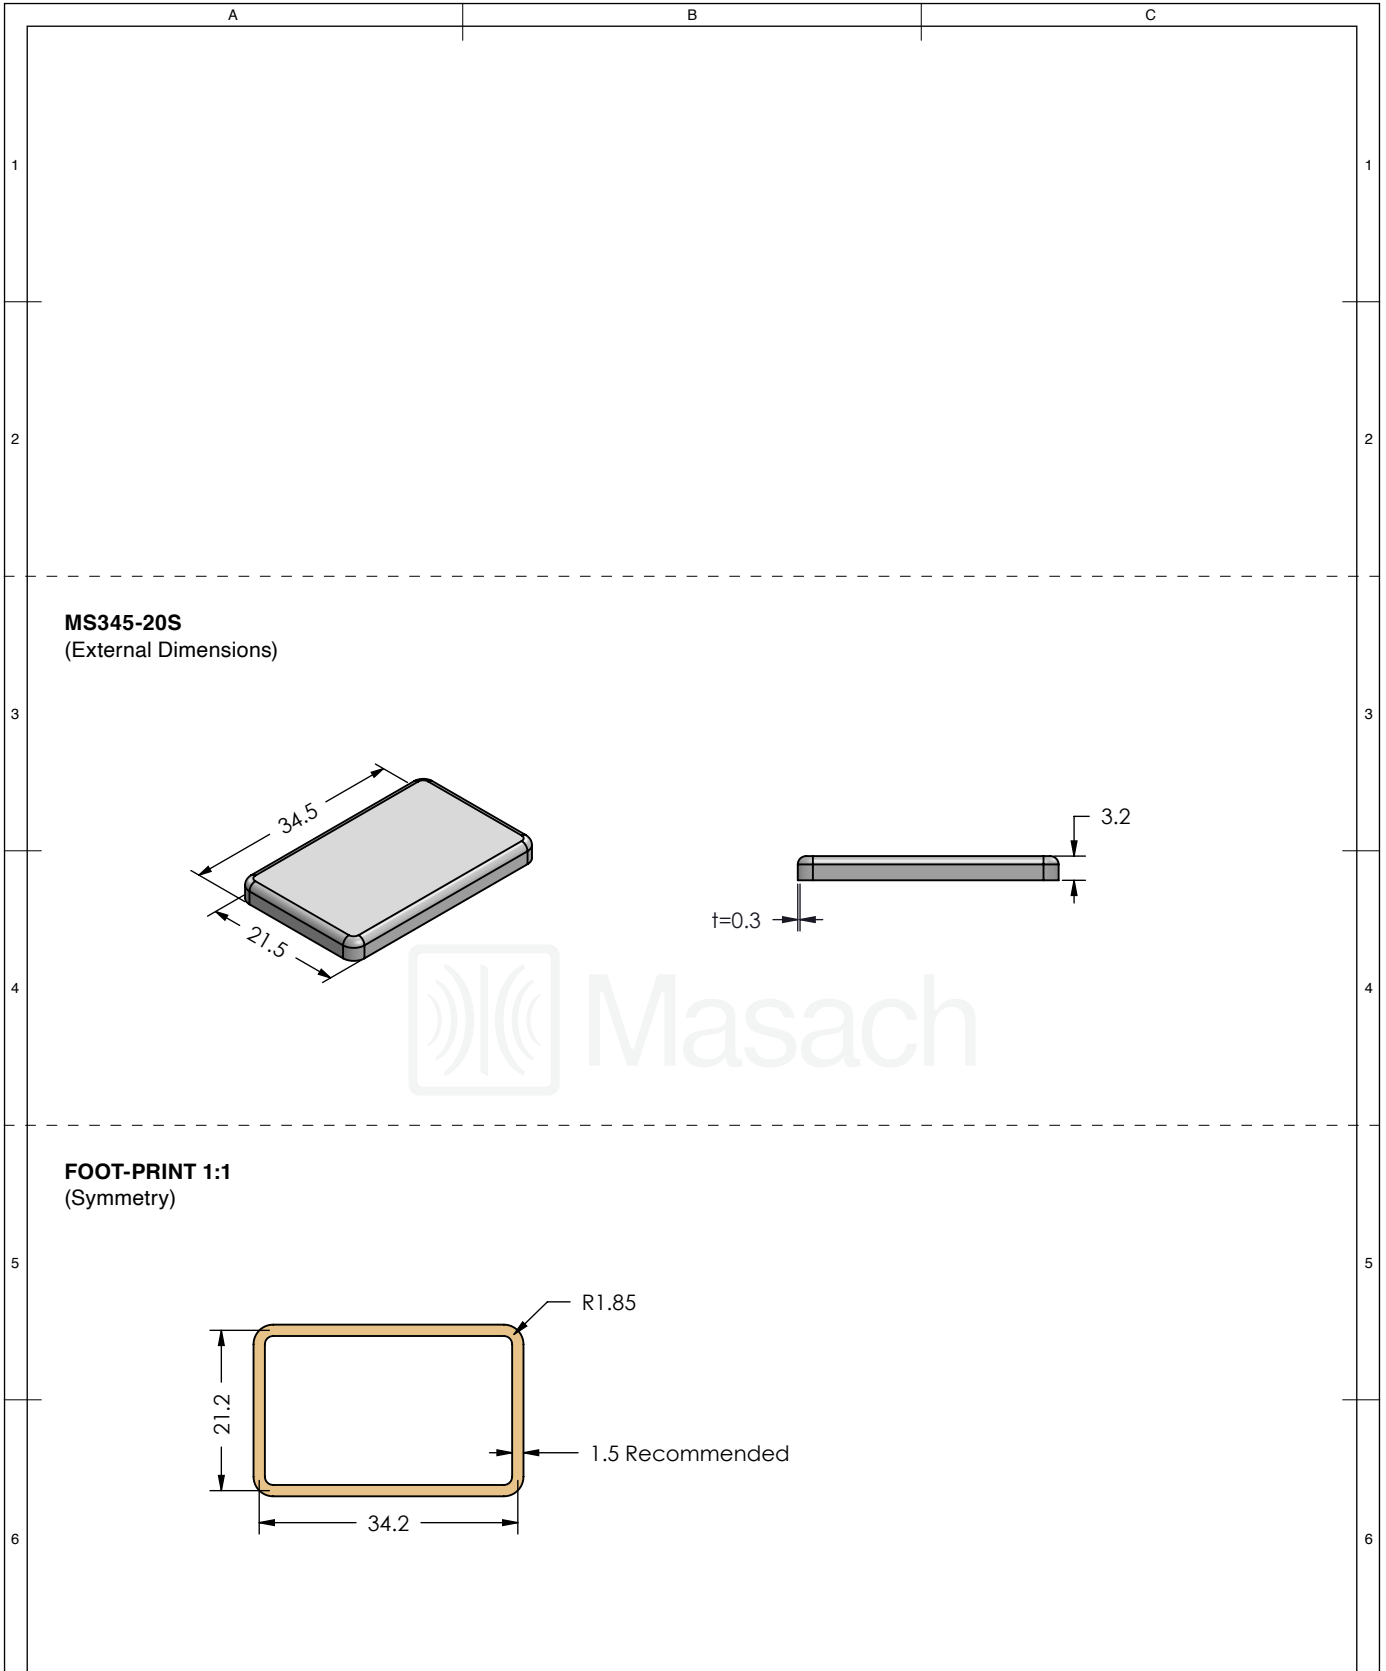 A B C
1 1
2 2
MS345-20S
(External Dimensions)
3 3
34.5
3.2
21.5
t=0.3
4 4
Masach
FOOT-PRINT 1:1
(Symmetry)
5 5
R1.85
21.2
1.5 Recommended
34.2
6 6